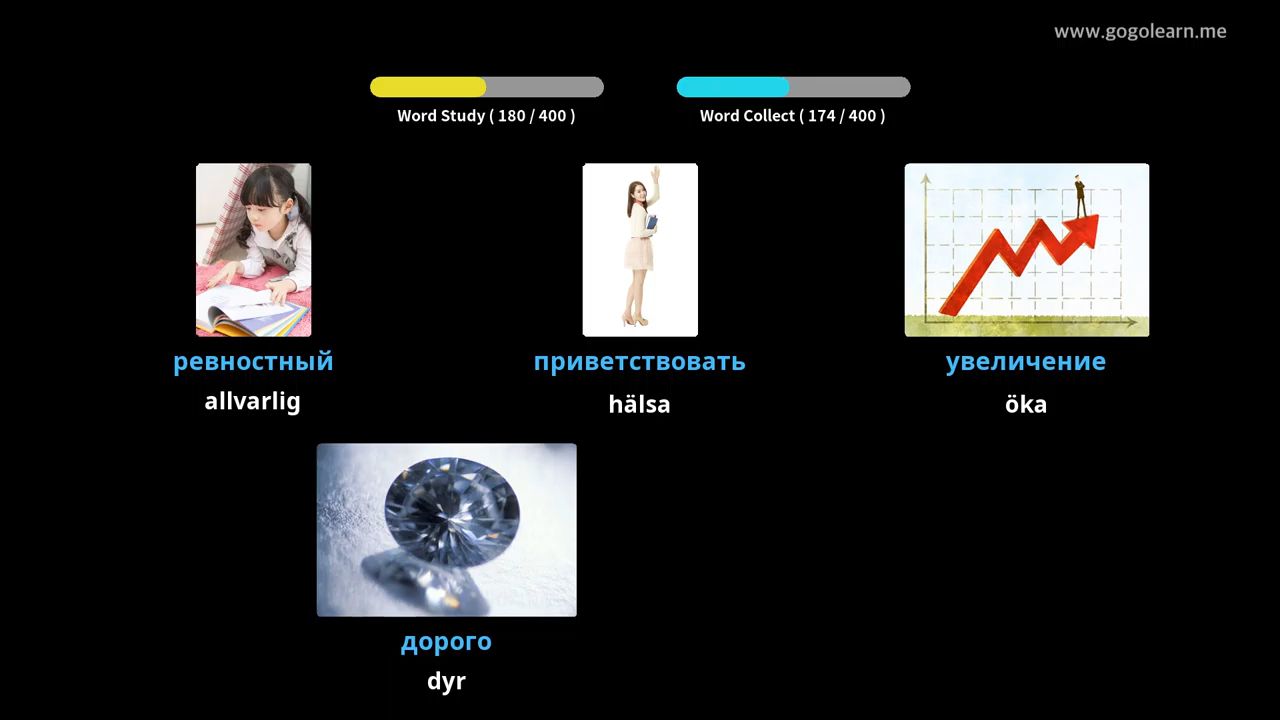 www.gogolearn.me
Word Study ( 180 / 400 )
Word Collect ( 174 / 400 )
ревностный
приветствовать
увеличение
allvarlig
hälsa
öka
дорого
dyr